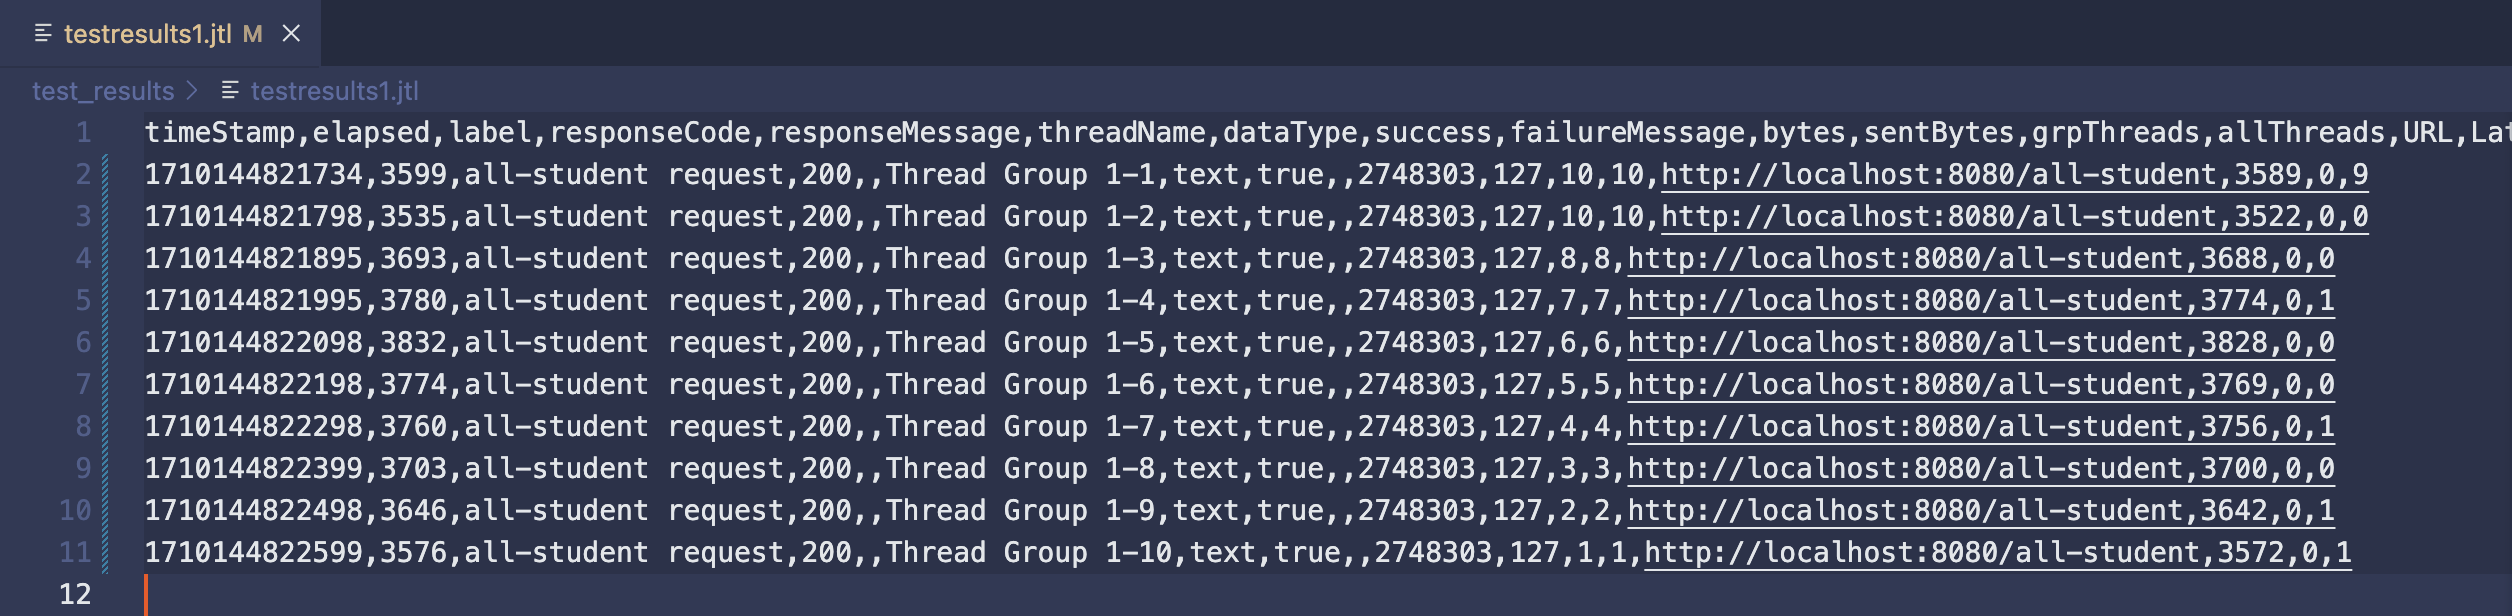 testresults1.jtl M
test_results > testresults1.jtl
1 timeStamp,elapsed,label,responseCode,responseMessage,threadName,dataType,success,failureMessage,bytes,sentBytes,grpThreads,allThreads,URL,Lat
2 1710144821734,3599,all-student request,200,,Thread Group 1-1,text,true,,2748303,127,10,10,http://localhost:8080/all-student,3589,0,9
3 1710144821798,3535,all-student request,200,,Thread Group 1-2,text,true,,2748303,127,10,10,http://localhost:8080/all-student,3522,0,0
4 1710144821895,3693,all-student request,200,,Thread Group 1-3,text,true,,2748303,127,8,8,http://localhost:8080/all-student,3688,0,0
5 1710144821995,3780,all-student request,200,,Thread Group 1-4,text,true,,2748303,127,7,7,http://localhost:8080/all-student,3774,0,1
6 1710144822098,3832,all-student request,200,,Thread Group 1-5,text,true,,2748303,127,6,6,http://localhost:8080/all-student,3828,0,0
7 1710144822198,3774,all-student request,200,,Thread Group 1-6,text,true,,2748303,127,5,5,http://localhost:8080/all-student,3769,0,0
8 1710144822298,3760,all-student request,200,,Thread Group 1-7,text,true,,2748303,127,4,4,http://localhost:8080/all-student,3756,0,1
9 1710144822399,3703,all-student request,200,,Thread Group 1-8,text,true,,2748303,127,3,3,http://localhost:8080/all-student,3700,0,0
10 1710144822498,3646,all-student request,200,,Thread Group 1-9,text,true,,2748303,127,2,2,http://localhost:8080/all-student,3642,0,1
11 1710144822599,3576,all-student request,200,,Thread Group 1-10,text,true,,2748303,127,1,1,http://localhost:8080/all-student,3572,0,1
12